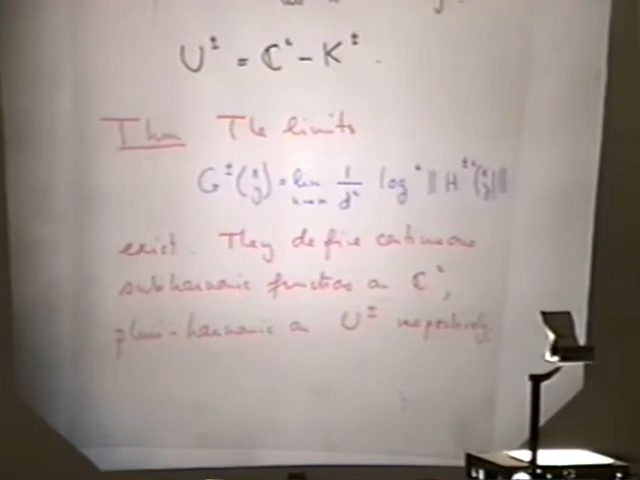 U^± = ℂ² - K^±.
Thm The limits
G^±(x y) = lim n→∞ 1/dⁿ log⁺ ‖H^±ⁿ(x y)‖
exist. They define continuous
subharmonic functions on ℂ²,
pluri-harmonic on U^± respectively